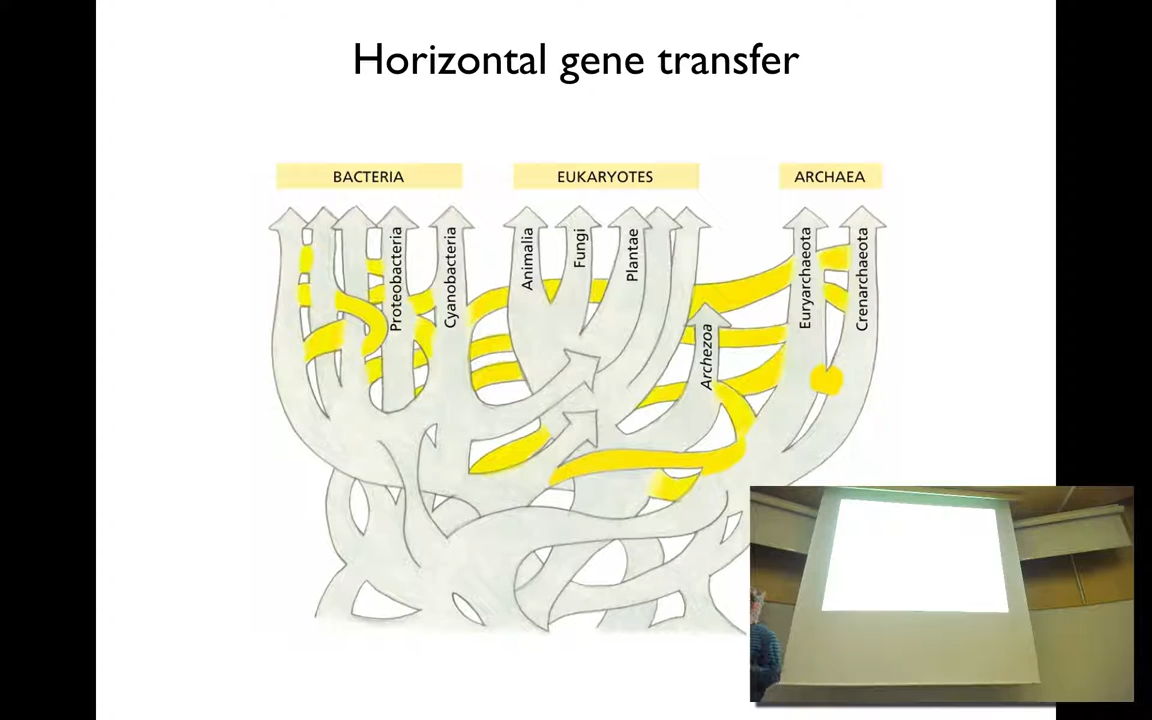 Horizontal gene transfer
BACTERIA
EUKARYOTES
ARCHAEA
Proteobacteria
Cyanobacteria
Animalia
Fungi
Plantae
Archezoa
Euryarchaeota
Crenarchaeota